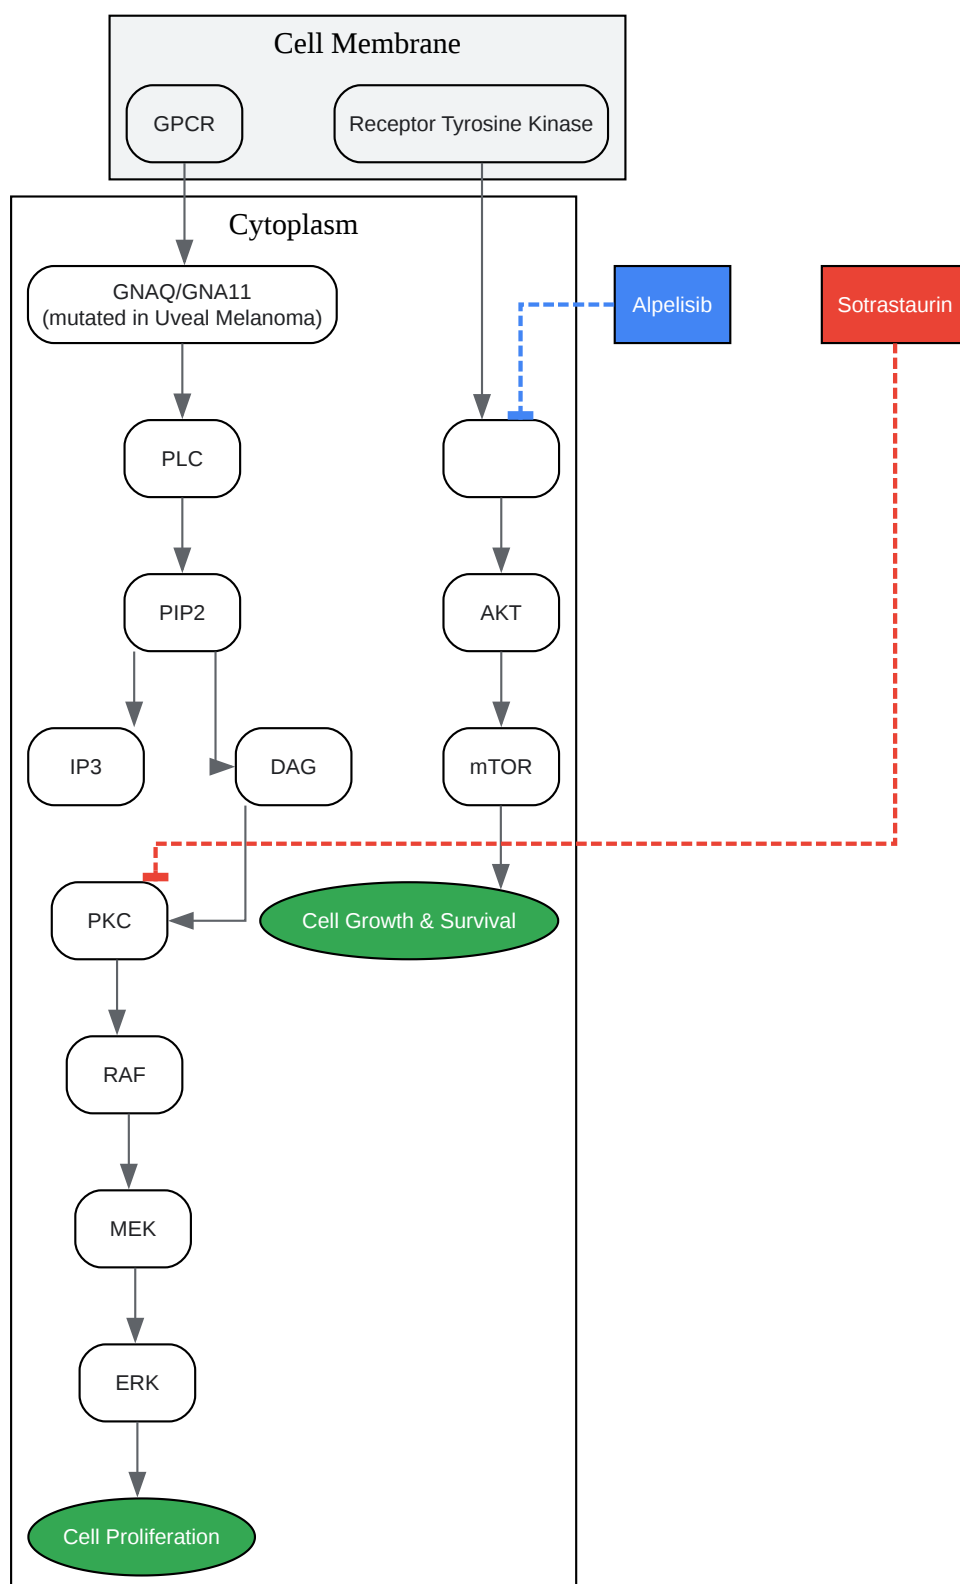 Cell Membrane
GPCR
Receptor Tyrosine Kinase
Cytoplasm
GNAQ/GNA11
(mutated in Uveal Melanoma)
Alpelisib
Sotrastaurin
PLC
PIP2
AKT
IP3
DAG
mTOR
PKC
Cell Growth & Survival
RAF
MEK
ERK
Cell Proliferation